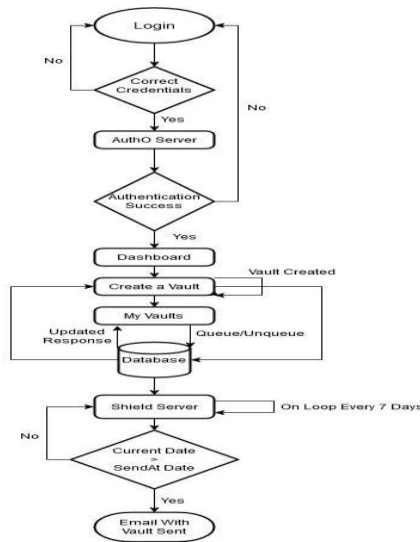 Login
No
Correct
Credentials
No
Yes
AuthO Server
Authentication
Success
Yes
Dashboard
Vault Created
Create a Vault
My Vaults
Updated
Response
Queue/Unqueue
Database
Shield Server
On Loop Every 7 Days
No
Current Date
≥
SendAt Date
Yes
Email With
Vault Sent